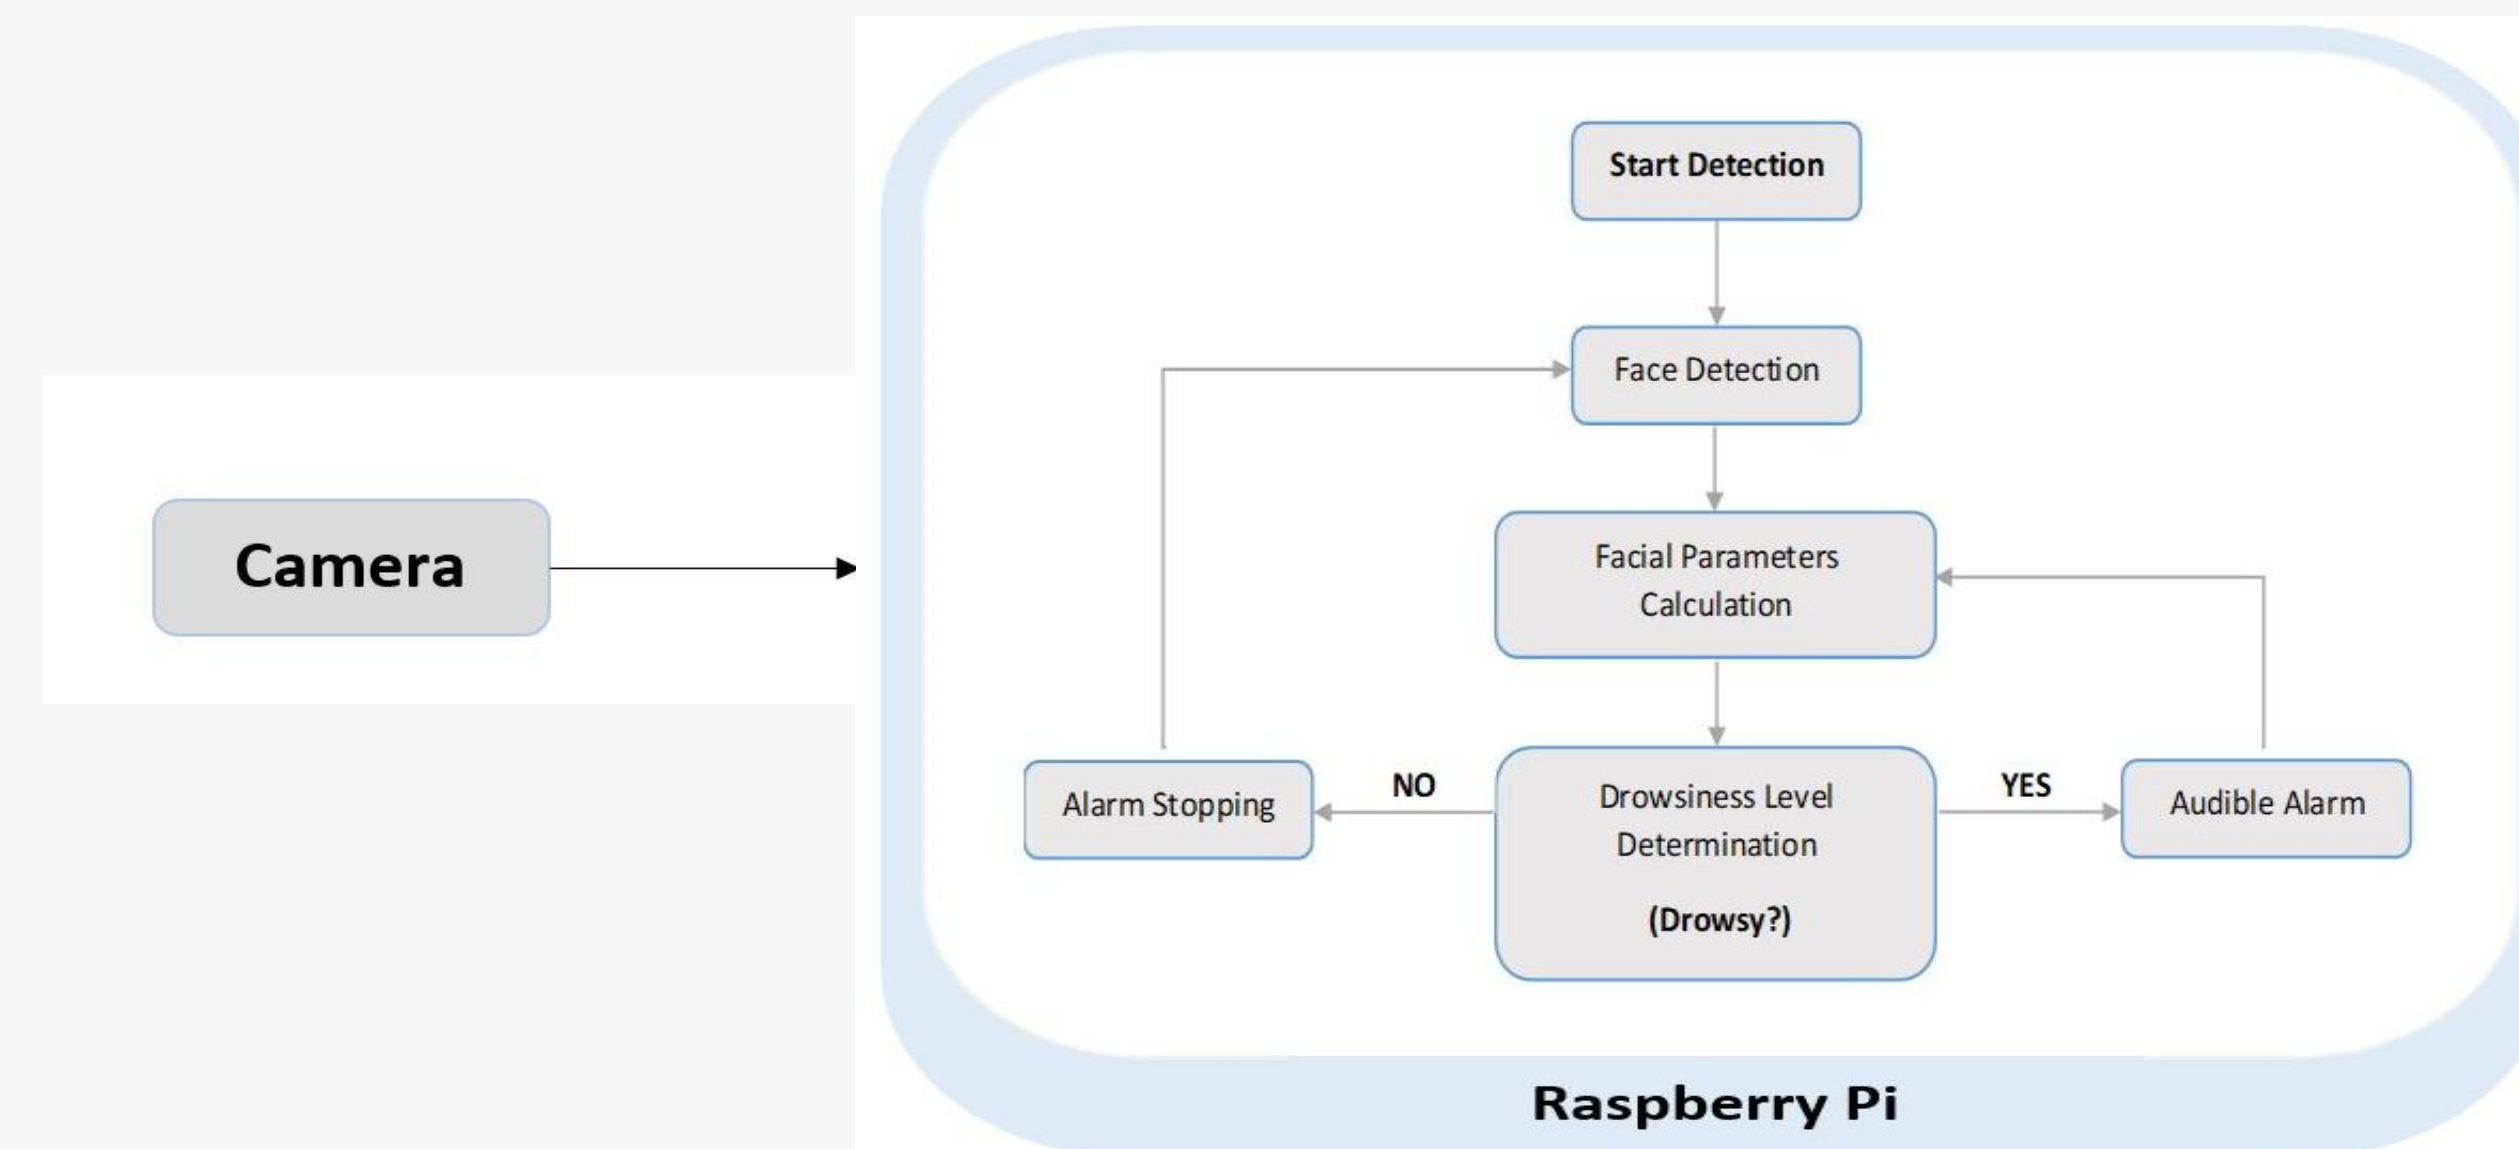 Start Detection
Face Detection
Camera
Facial Parameters
Calculation
Alarm Stopping
NO
Drowsiness Level
Determination
(Drowsy?)
YES
Audible Alarm
Raspberry Pi